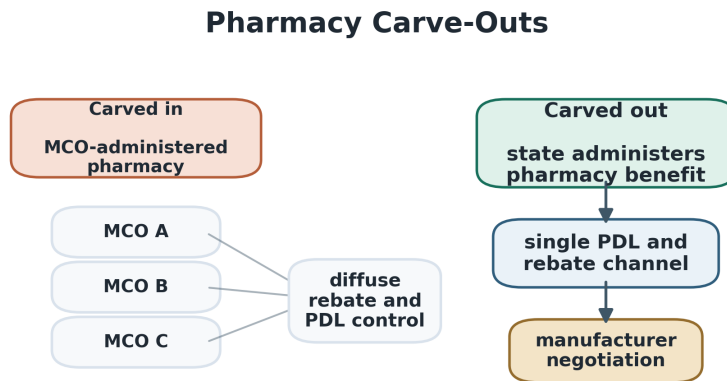 Pharmacy Carve-Outs
Carved in
MCO-administered
pharmacy
MCO A
MCO B
MCO C
diffuse
rebate and
PDL control
Carved out
state administers
pharmacy benefit
single PDL and
rebate channel
manufacturer
negotiation